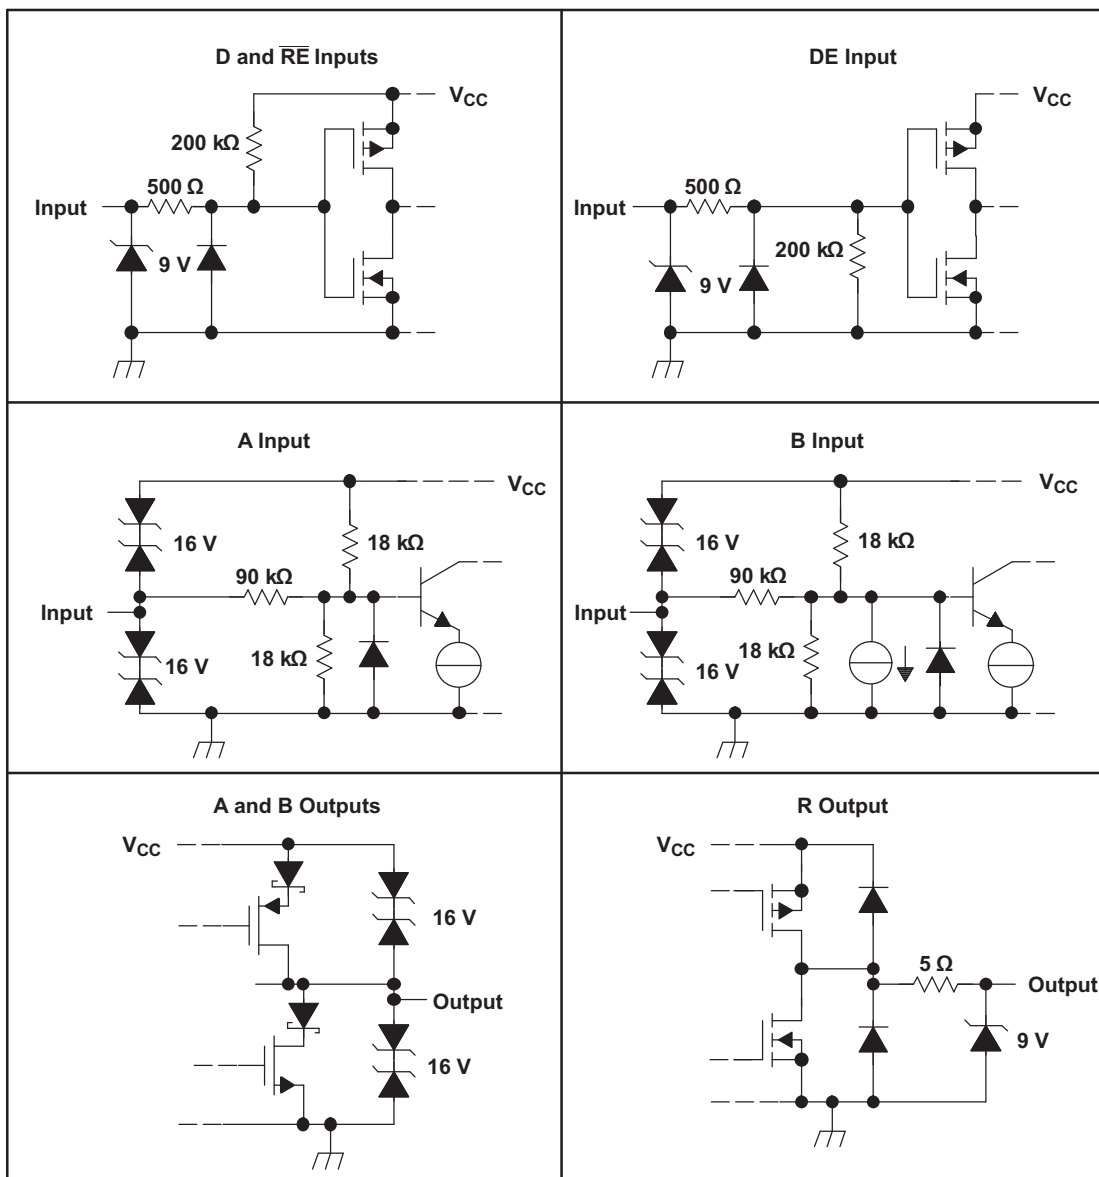 D and R̅E̅ Inputs
VCC
200 kΩ
500 Ω
Input
9 V
DE Input
VCC
500 Ω
Input
200 kΩ
9 V
A Input
VCC
16 V
18 kΩ
90 kΩ
Input
18 kΩ
16 V
B Input
VCC
16 V
18 kΩ
90 kΩ
Input
18 kΩ
16 V
A and B Outputs
VCC
16 V
Output
16 V
R Output
VCC
5 Ω
Output
9 V